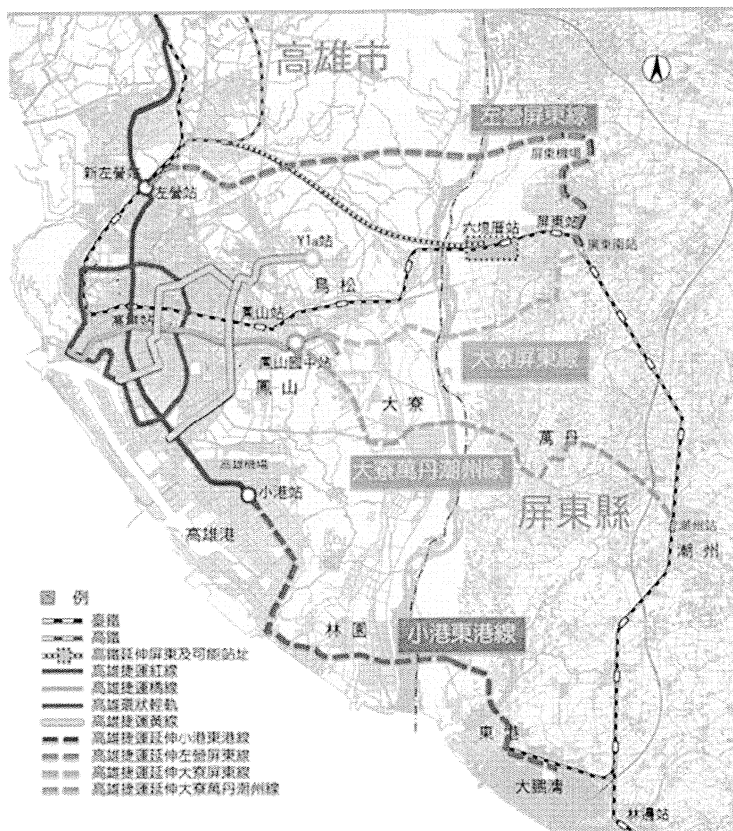 高雄市
左營屏東線
屏東機場
新左營站
左營站
六塊厝站
屏東站
屏東南站
Y1a站
鳥松
高雄站
鳳山站
鳳山國中站
大寮屏東線
鳳山
大寮
萬丹
高雄機場
大寮萬丹潮州線
小港站
屏東縣
高雄港
潮州站
潮州
圖例
臺鐵
高鐵
高鐵延伸屏東及可能站址
高雄捷運紅線
高雄捷運橘線
高雄環狀輕軌
高雄捷運黃線
高雄捷運延伸小港東港線
高雄捷運延伸左營屏東線
高雄捷運延伸大寮屏東線
高雄捷運延伸大寮萬丹潮州線
林園
小港東港線
東港
大鵬灣
林邊站